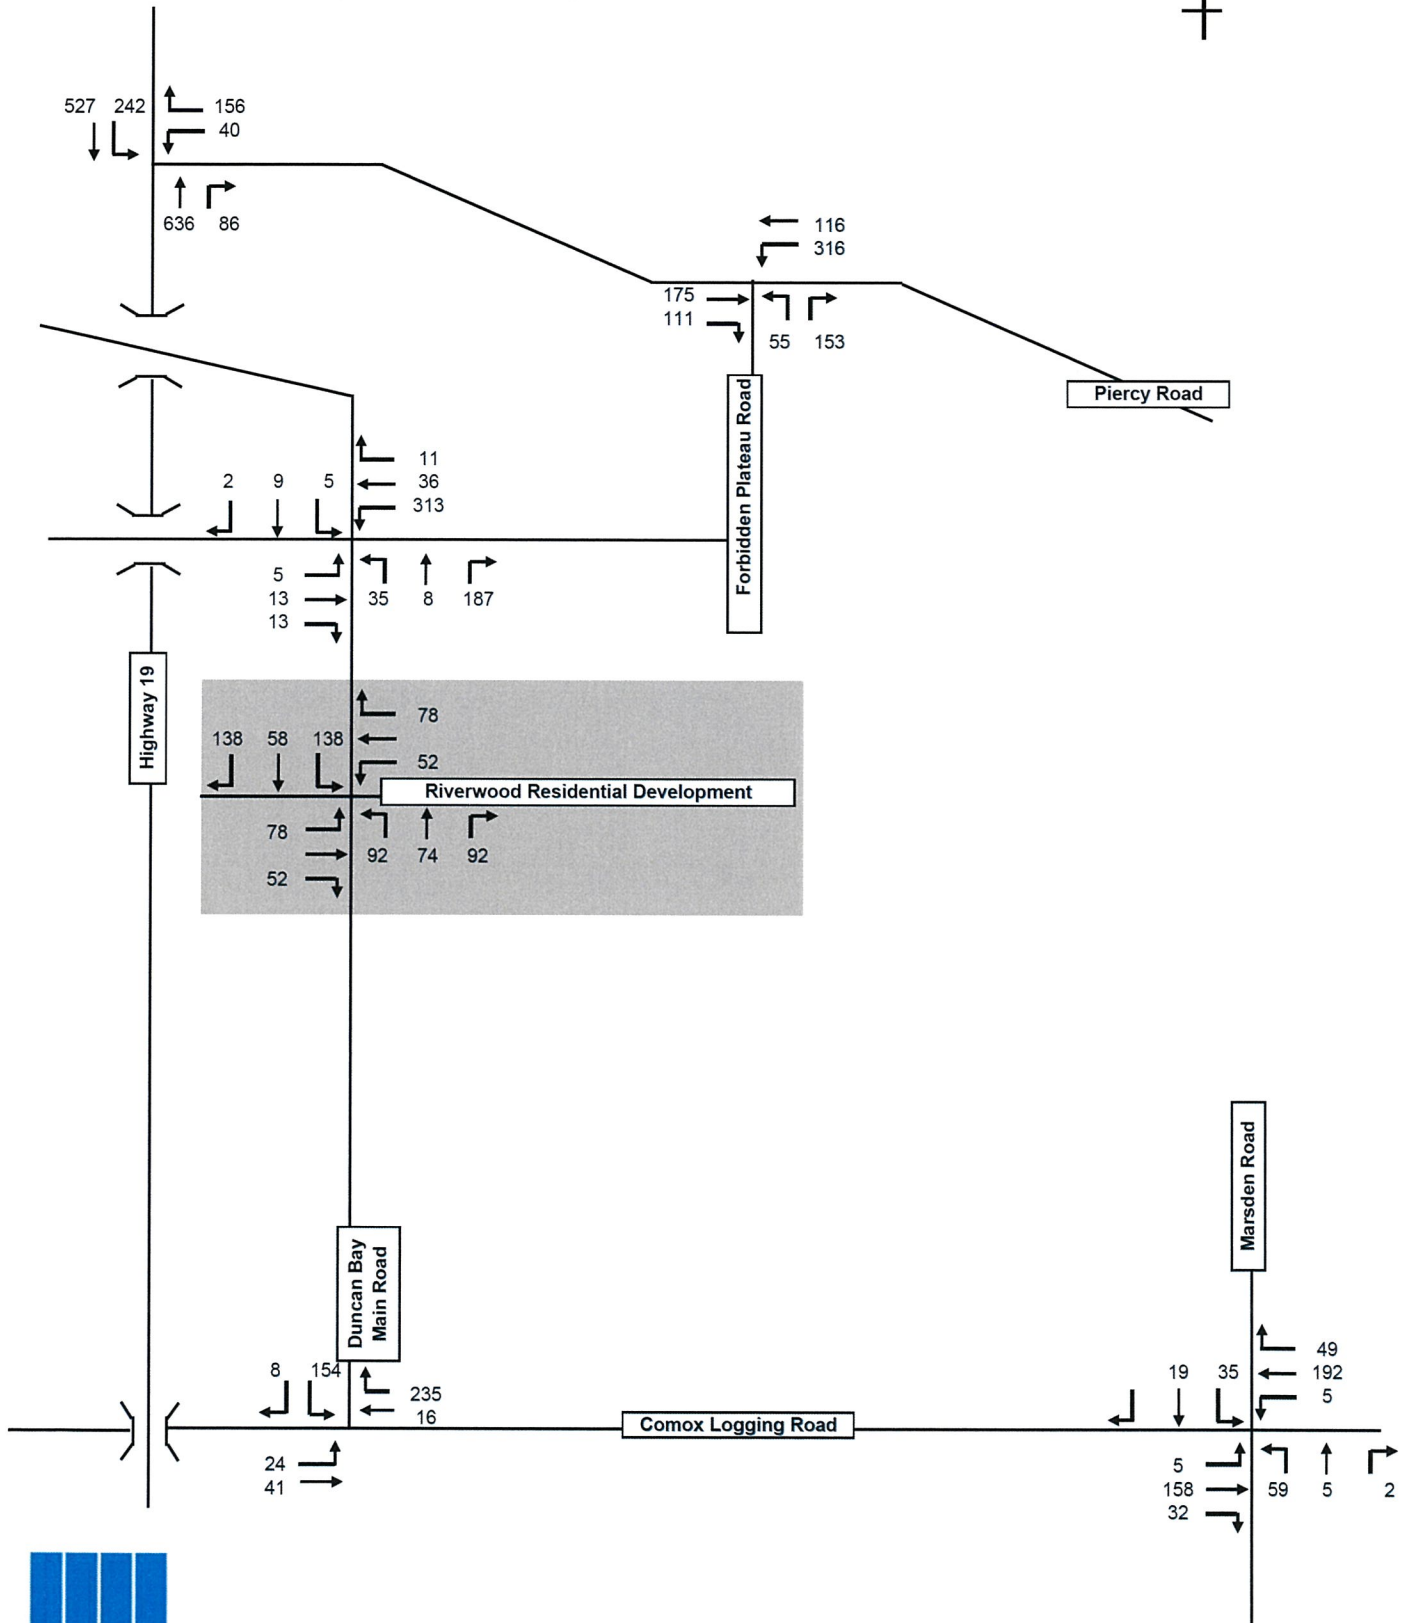 527 242 156
40
636 86
116
316
175
111
55 153
Piercy Road
Forbidden Plateau Road
11
2 9 5 36
313
5
13 35 8 187
13
Highway 19
78
138 58 138
52
Riverwood Residential Development
78
92 74 92
52
Marsden Road
Duncan Bay
Main Road
8 154
235
16
Comox Logging Road
24
41
49
19 35 192
5
5
158 59 5 2
32